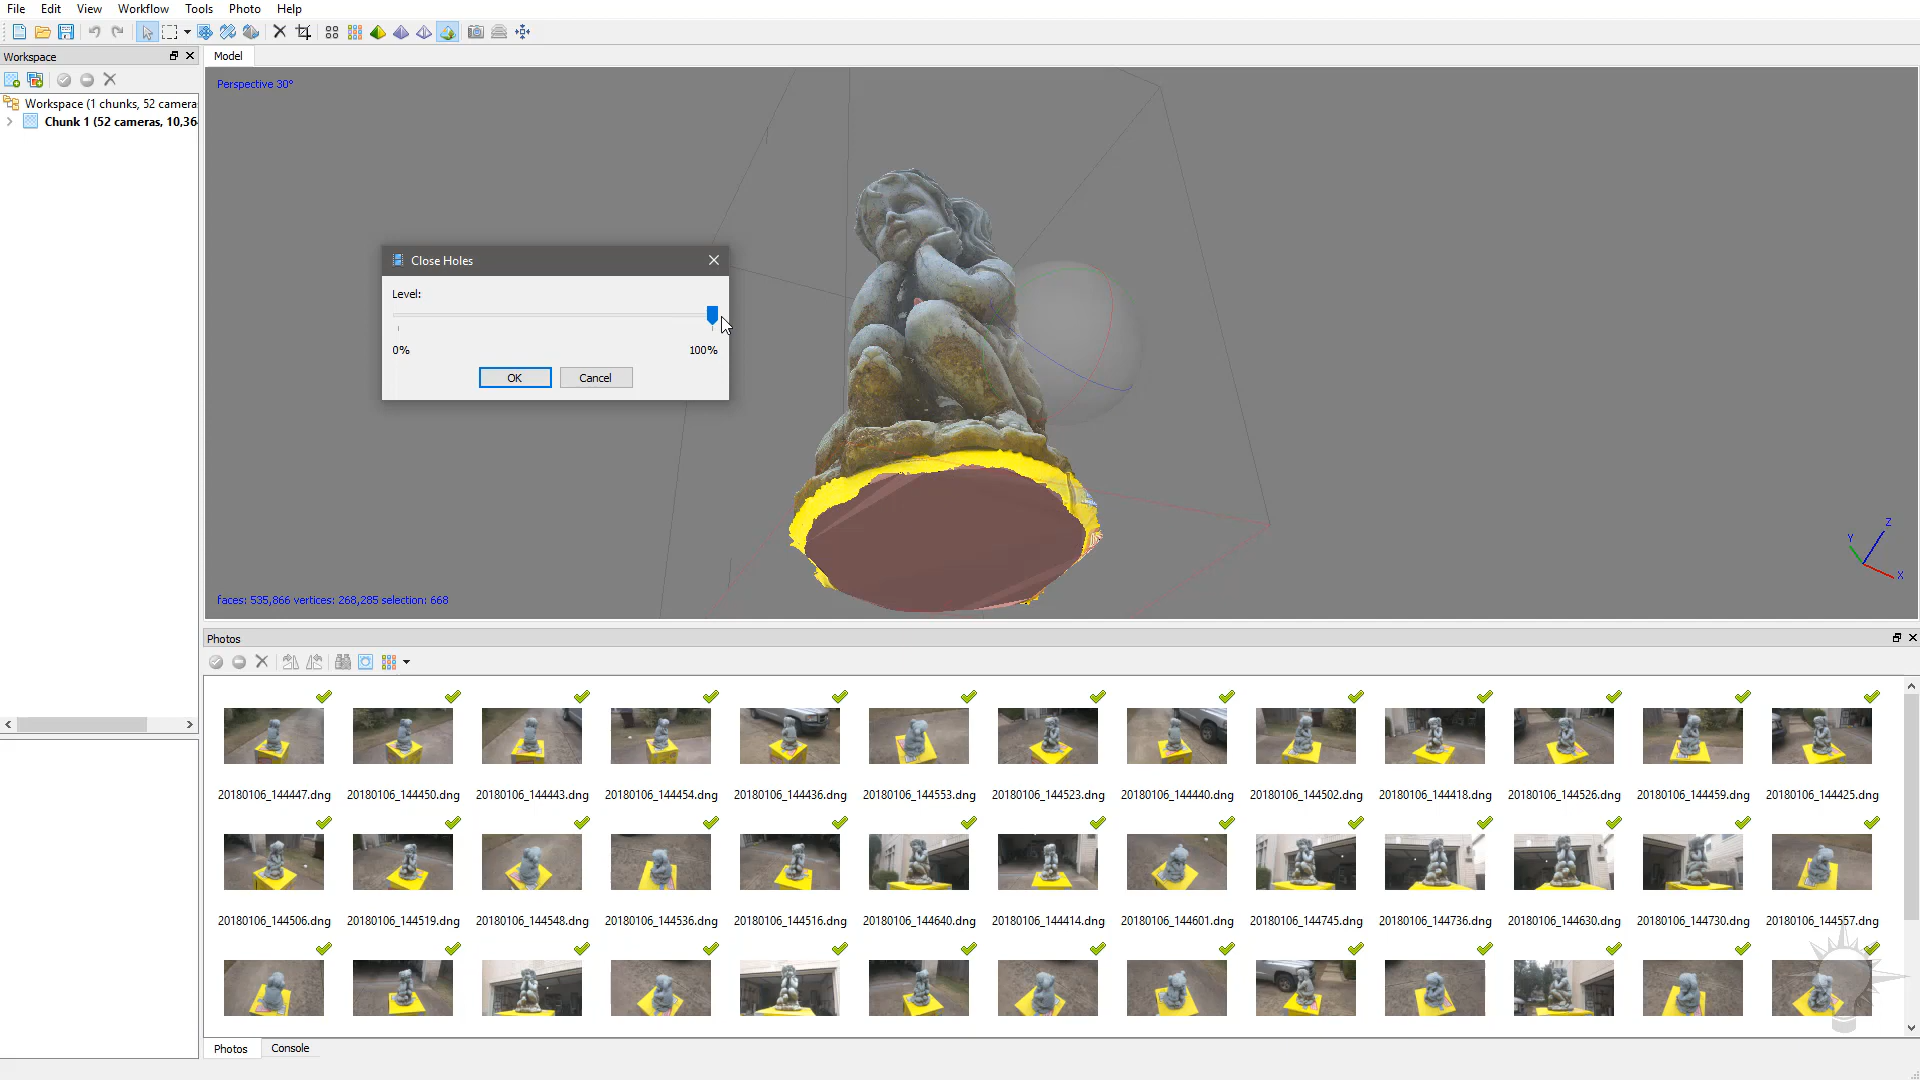 File Edit View Workflow Tools Photo Help
Workspace
Model
Workspace (1 chunks, 52 camera
Chunk 1 (52 cameras, 10,36
Perspective 30°
Close Holes
Level:
0% 100%
OK Cancel
Z
Y
X
faces: 535,866 vertices: 268,285 selection: 668
Photos
20180106_144447.dng 20180106_144450.dng 20180106_144443.dng 20180106_144454.dng 20180106_144436.dng 20180106_144553.dng 20180106_144523.dng 20180106_144440.dng 20180106_144502.dng 20180106_144418.dng 20180106_144526.dng 20180106_144459.dng 20180106_144425.dng
20180106_144506.dng 20180106_144519.dng 20180106_144548.dng 20180106_144536.dng 20180106_144516.dng 20180106_144640.dng 20180106_144414.dng 20180106_144601.dng 20180106_144745.dng 20180106_144736.dng 20180106_144630.dng 20180106_144730.dng 20180106_144557.dng
Photos Console